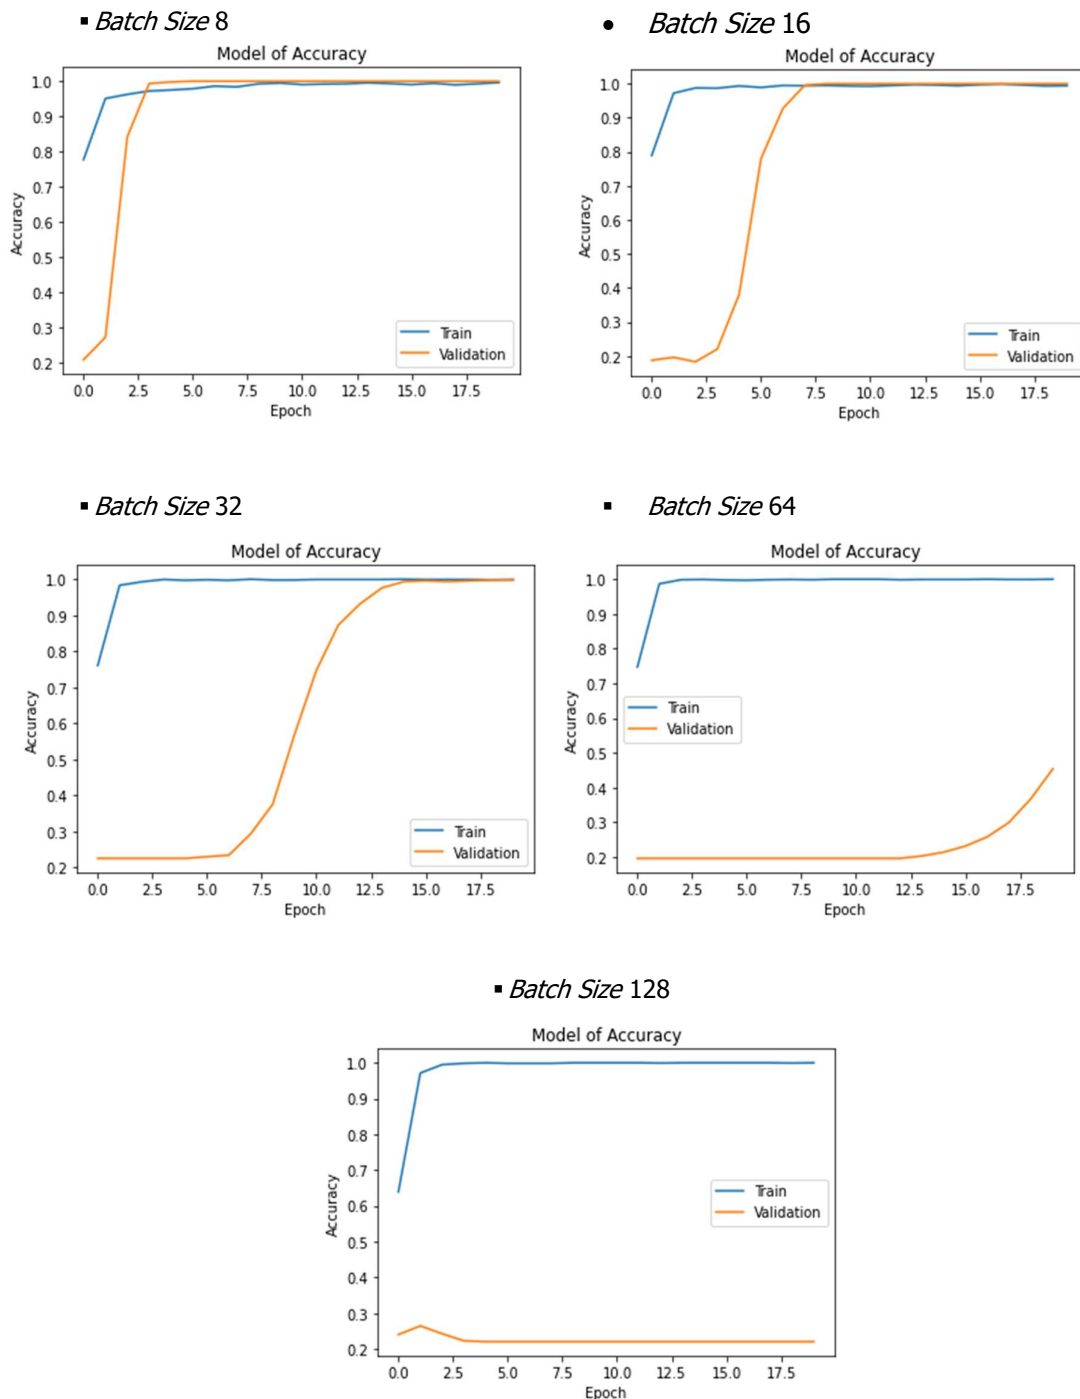 ▪ Batch Size 8
Model of Accuracy
1.0
0.9
0.8
0.7
0.6
0.5
0.4
0.3
0.2
Accuracy
Train
Validation
0.0 2.5 5.0 7.5 10.0 12.5 15.0 17.5
Epoch
● Batch Size 16
Model of Accuracy
1.0
0.9
0.8
0.7
0.6
0.5
0.4
0.3
0.2
Accuracy
Train
Validation
0.0 2.5 5.0 7.5 10.0 12.5 15.0 17.5
Epoch
▪ Batch Size 32
Model of Accuracy
1.0
0.9
0.8
0.7
0.6
0.5
0.4
0.3
0.2
Accuracy
Train
Validation
0.0 2.5 5.0 7.5 10.0 12.5 15.0 17.5
Epoch
▪ Batch Size 64
Model of Accuracy
1.0
0.9
0.8
0.7
0.6
0.5
0.4
0.3
0.2
Accuracy
Train
Validation
0.0 2.5 5.0 7.5 10.0 12.5 15.0 17.5
Epoch
▪ Batch Size 128
Model of Accuracy
1.0
0.9
0.8
0.7
0.6
0.5
0.4
0.3
0.2
Accuracy
Train
Validation
0.0 2.5 5.0 7.5 10.0 12.5 15.0 17.5
Epoch